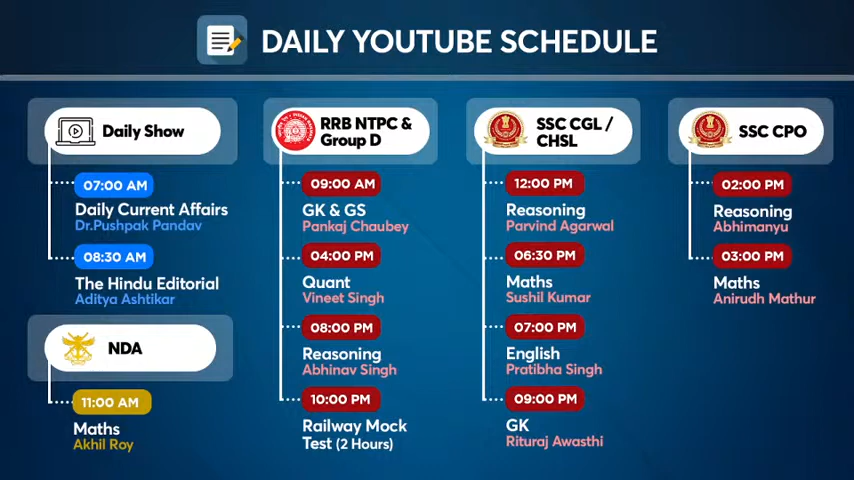 DAILY YOUTUBE SCHEDULE
Daily Show
07:00 AM
Daily Current Affairs
Dr.Pushpak Pandav
08:30 AM
The Hindu Editorial
Aditya Ashtikar
NDA
11:00 AM
Maths
Akhil Roy
RRB NTPC &
Group D
09:00 AM
GK & GS
Pankaj Chaubey
04:00 PM
Quant
Vineet Singh
08:00 PM
Reasoning
Abhinav Singh
10:00 PM
Railway Mock
Test (2 Hours)
SSC CGL /
CHSL
12:00 PM
Reasoning
Parvind Agarwal
06:30 PM
Maths
Sushil Kumar
07:00 PM
English
Pratibha Singh
09:00 PM
GK
Rituraj Awasthi
SSC CPO
02:00 PM
Reasoning
Abhimanyu
03:00 PM
Maths
Anirudh Mathur